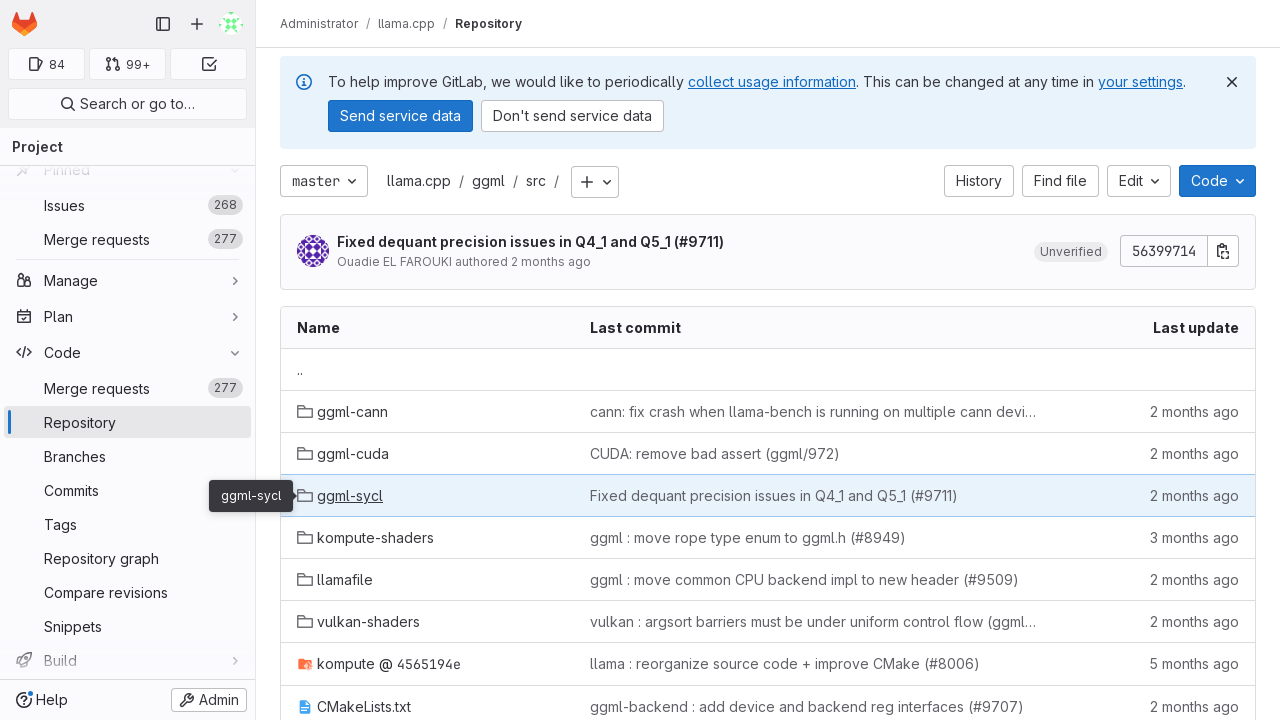 Administrator / llama.cpp / Repository
84
99+
Search or go to…
Project
Pinned
Issues 268
Merge requests 277
Manage
Plan
Code
Merge requests 277
Repository
Branches
Commits
Tags
Repository graph
Compare revisions
Snippets
Build
Help
Admin
To help improve GitLab, we would like to periodically collect usage information. This can be changed at any time in your settings.
Send service data
Don't send service data
master
llama.cpp / ggml / src /
History
Find file
Edit
Code
Fixed dequant precision issues in Q4_1 and Q5_1 (#9711)
Ouadie EL FAROUKI authored 2 months ago
Unverified
56399714
Name Last commit Last update
..
ggml-cann cann: fix crash when llama-bench is running on multiple cann devi… 2 months ago
ggml-cuda CUDA: remove bad assert (ggml/972) 2 months ago
ggml-sycl
ggml-sycl Fixed dequant precision issues in Q4_1 and Q5_1 (#9711) 2 months ago
kompute-shaders ggml : move rope type enum to ggml.h (#8949) 3 months ago
llamafile ggml : move common CPU backend impl to new header (#9509) 2 months ago
vulkan-shaders vulkan : argsort barriers must be under uniform control flow (ggml… 2 months ago
kompute @ 4565194e llama : reorganize source code + improve CMake (#8006) 5 months ago
CMakeLists.txt ggml-backend : add device and backend reg interfaces (#9707) 2 months ago